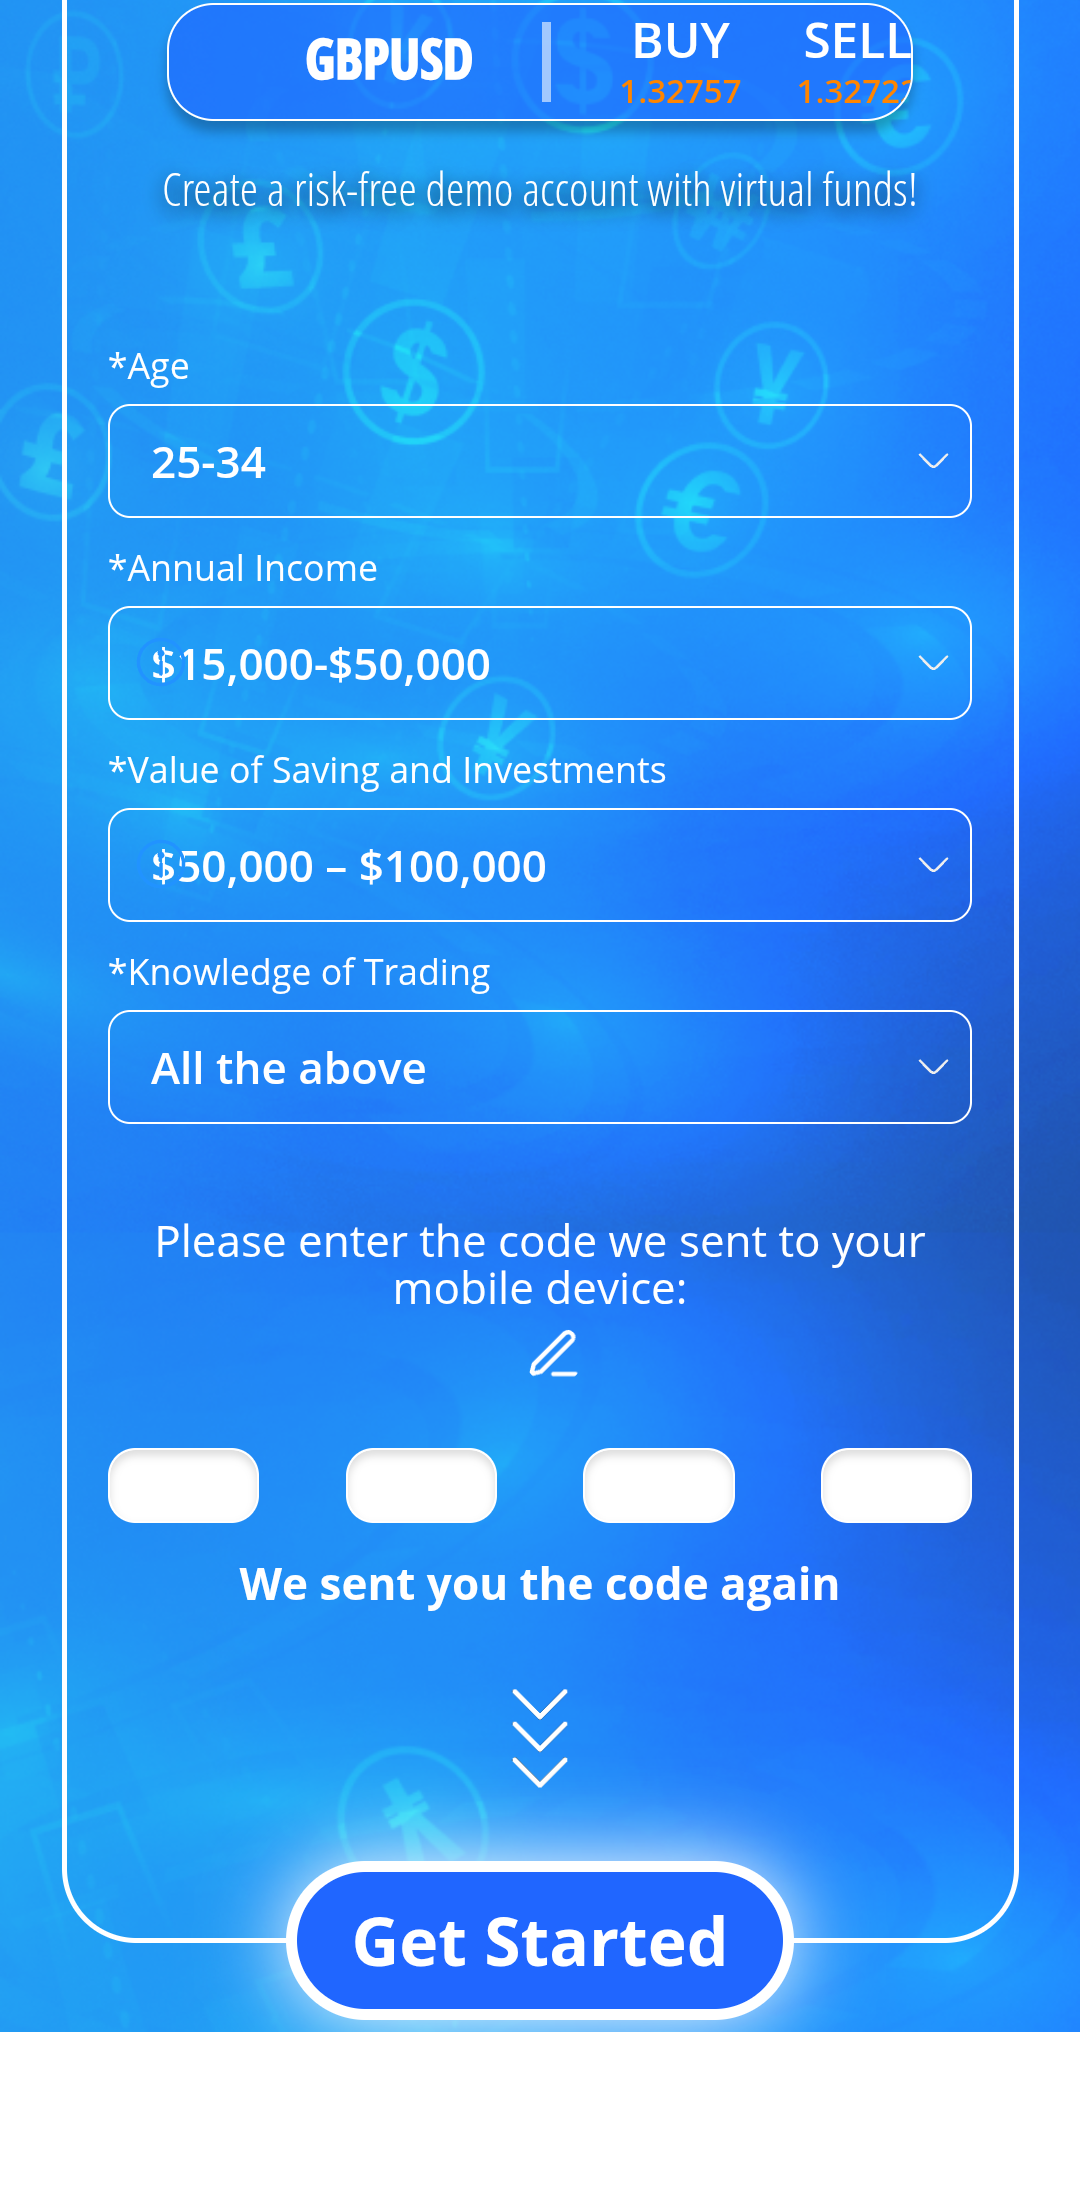 GBPUSD
BUY
SELL
1.32757
1.3272
Create a risk-free demo account with virtual funds!
*Age
25-34
*Annual Income
$15,000-$50,000
*Value of Saving and Investments
$50,000 – $100,000
*Knowledge of Trading
All the above
Please enter the code we sent to your
mobile device:
We sent you the code again
Get Started